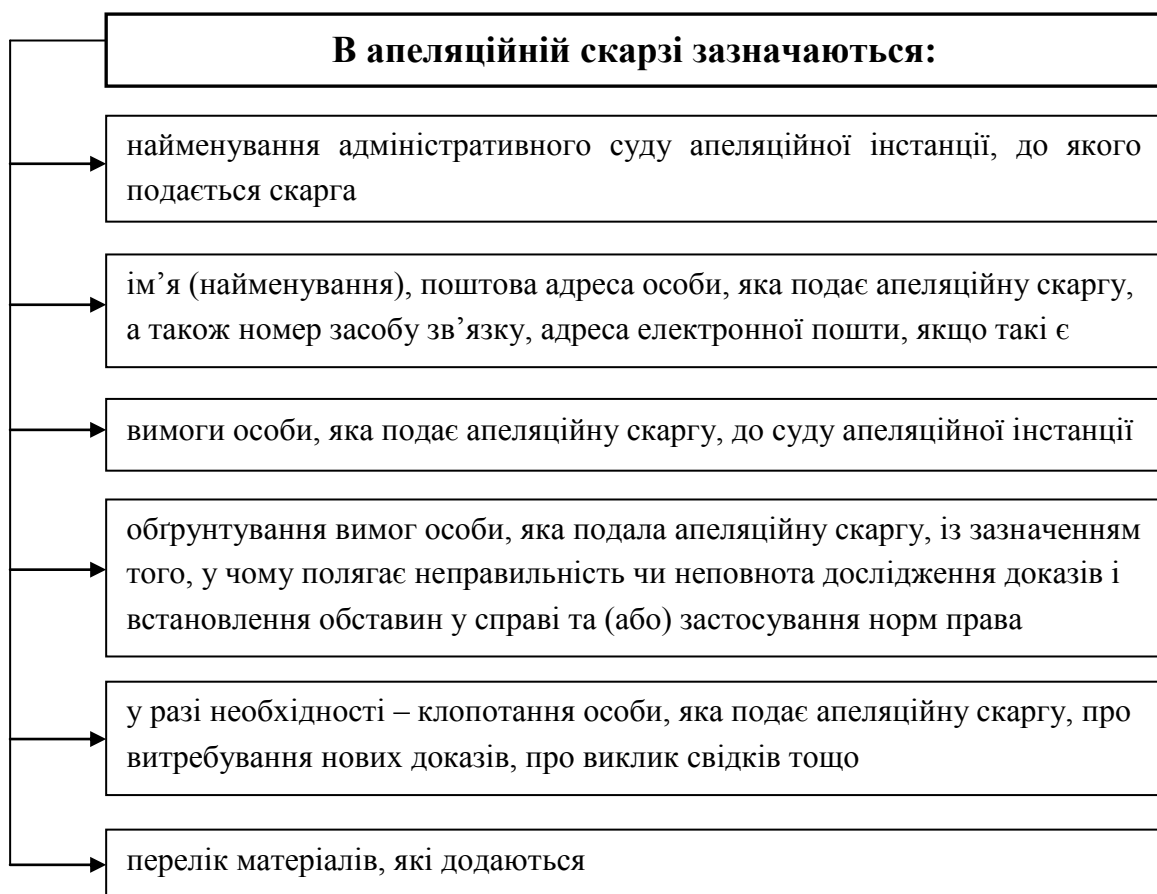 В апеляційній скарзі зазначаються:
найменування адміністративного суду апеляційної інстанції, до якого
подається скарга
ім’я (найменування), поштова адреса особи, яка подає апеляційну скаргу,
а також номер засобу зв’язку, адреса електронної пошти, якщо такі є
вимоги особи, яка подає апеляційну скаргу, до суду апеляційної інстанції
обґрунтування вимог особи, яка подала апеляційну скаргу, із зазначенням
того, у чому полягає неправильність чи неповнота дослідження доказів і
встановлення обставин у справі та (або) застосування норм права
у разі необхідності – клопотання особи, яка подає апеляційну скаргу, про
витребування нових доказів, про виклик свідків тощо
перелік матеріалів, які додаються